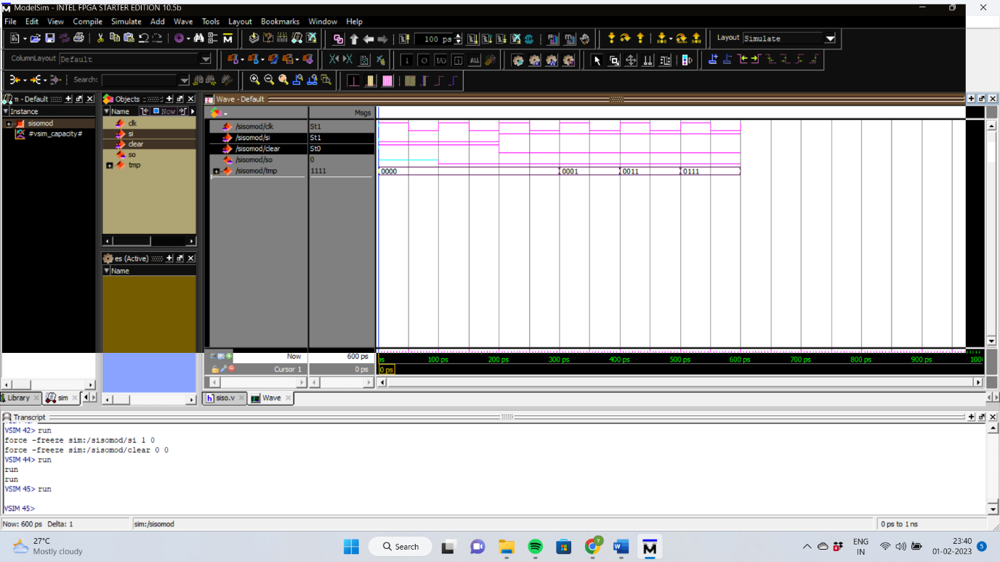 ModelSim - INTEL FPGA STARTER EDITION 10.5b
File Edit View Compile Simulate Add Wave Tools Layout Bookmarks Window Help
100 ps
Layout Simulate
ColumnLayout Default
ALL
Search:
- Default
Objects
Wave - Default
Instance
Name
Now
Msgs
sisomod
#vsim_capacity#
clk
si
clear
so
tmp
es (Active)
Name
/sisomod/clk St1
/sisomod/si St1
/sisomod/clear St0
/sisomod/so 0
/sisomod/tmp 1111 0000 0001 0011 0111
Now 600 ps
ps 100 ps 200 ps 300 ps 400 ps 500 ps 600 ps 700 ps 800 ps 900 ps 1000
Cursor 1 0 ps 0 ps
Library sim
siso.v Wave
Transcript
VSIM 42> run
force -freeze sim:/sisomod/si 1 0
force -freeze sim:/sisomod/clear 0 0
VSIM 44> run
run
run
VSIM 45> run
VSIM 45>
Now: 600 ps Delta: 1 sim:/sisomod 0 ps to 1 ns
27°C
Mostly cloudy
Search
ENG
IN
23:40
01-02-2023
5